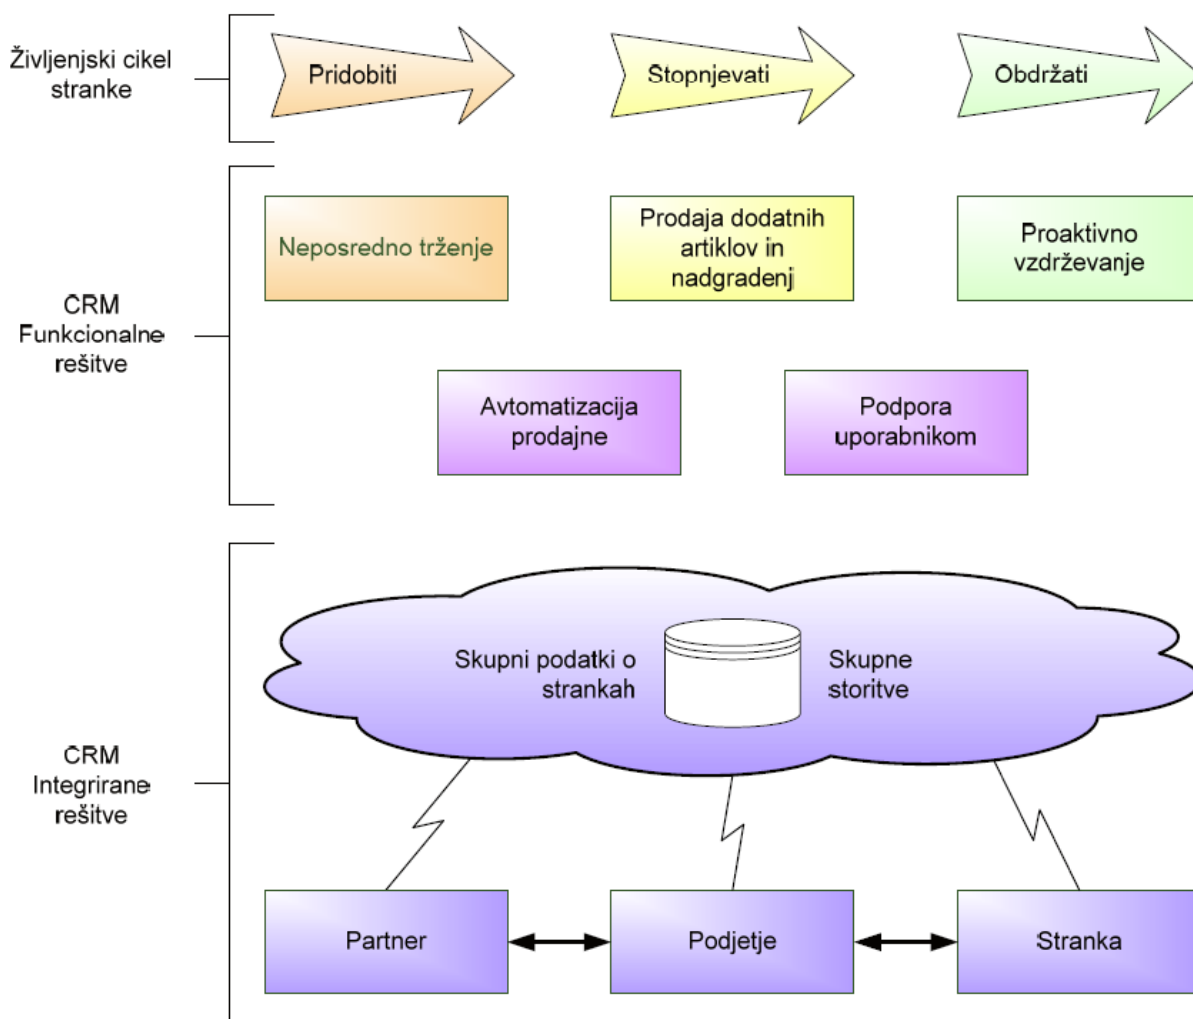 Življenjski cikel
stranke
Pridobiti
Stopnjevati
Obdržati
CRM
Funkcionalne
rešitve
Neposredno trženje
Prodaja dodatnih
artiklov in
nadgradenj
Proaktivno
vzdrževanje
Avtomatizacija
prodajne
Podpora
uporabnikom
CRM
Integrirane
rešitve
Skupni podatki o
strankah
Skupne
storitve
Partner
Podjetje
Stranka